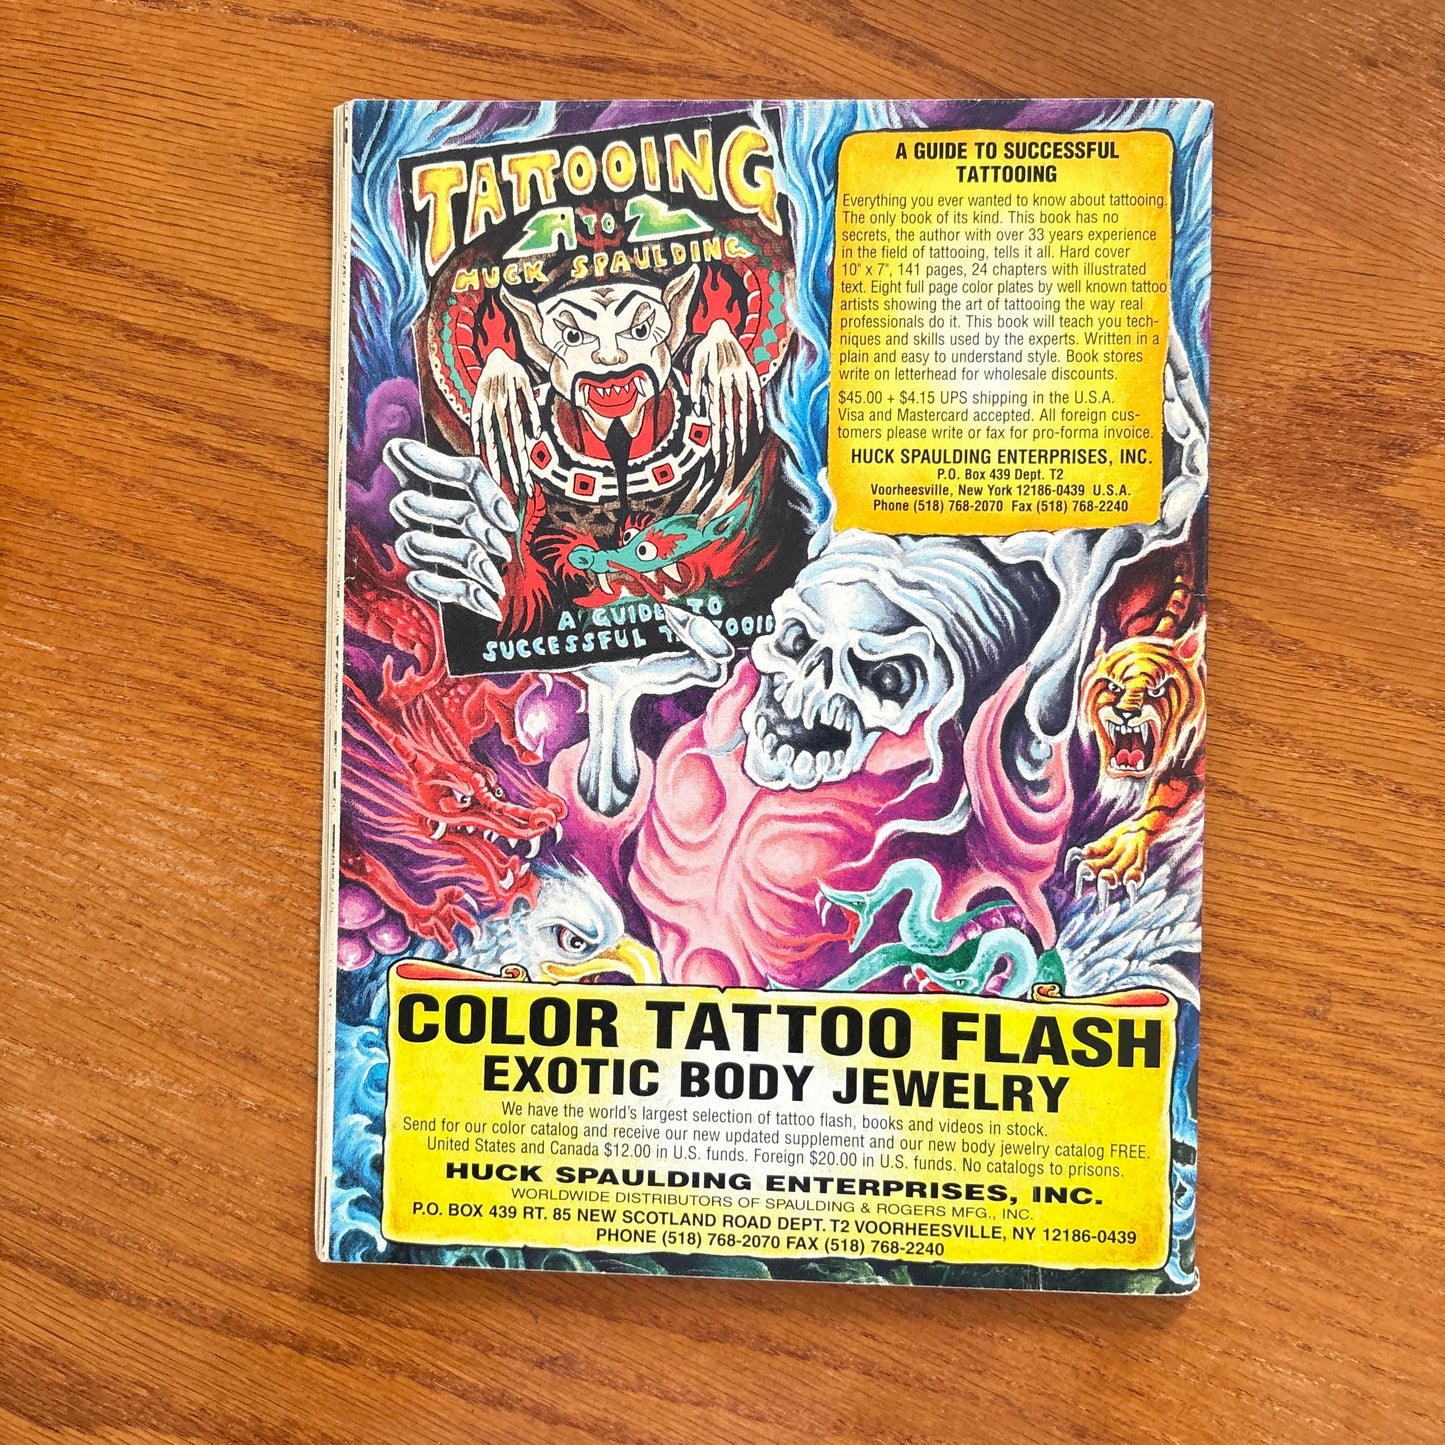 TATTOOING
A TO Z
HUCK SPAULDING
A GUIDE TO
SUCCESSFUL
A GUIDE TO SUCCESSFUL
TATTOOING
Everything you ever wanted to know about tattooing.
The only book of its kind. This book has no
secrets, the author with over 33 years experience
in the field of tattooing, tells it all. Hard cover
10" x 7", 141 pages, 24 chapters with illustrated
text. Eight full page color plates by well known tattoo
artists showing the art of tattooing the way real
professionals do it. This book will teach you tech-
niques and skills used by the experts. Written in a
plain and easy to understand style. Book stores
write on letterhead for wholesale discounts.
$45.00 + $4.15 UPS shipping in the U.S.A.
Visa and Mastercard accepted. All foreign cus-
tomers please write or fax for pro-forma invoice.
HUCK SPAULDING ENTERPRISES, INC.
P.O. Box 439 Dept. T2
Voorheesville, New York 12186-0439 U.S.A.
Phone (518) 768-2070 Fax (518) 768-2240
COLOR TATTOO FLASH
EXOTIC BODY JEWELRY
We have the world's largest selection of tattoo flash, books and videos in stock.
Send for our color catalog and receive our new updated supplement and our new body jewelry catalog FREE.
United States and Canada $12.00 in U.S. funds. Foreign $20.00 in U.S. funds. No catalogs to prisons.
HUCK SPAULDING ENTERPRISES, INC.
WORLDWIDE DISTRIBUTORS OF SPAULDING & ROGERS MFG., INC.
P.O. BOX 439 RT. 85 NEW SCOTLAND ROAD DEPT. T2 VOORHEESVILLE, NY 12186-0439
PHONE (518) 768-2070 FAX (518) 768-2240